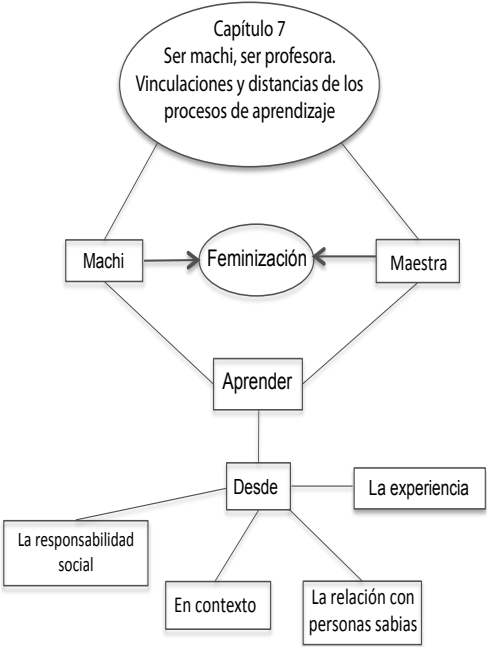 Capítulo 7
Ser machi, ser profesora.
Vinculaciones y distancias de los
procesos de aprendizaje
Machi
Feminización
Maestra
Aprender
Desde
La experiencia
La responsabilidad
social
En contexto
La relación con
personas sabias